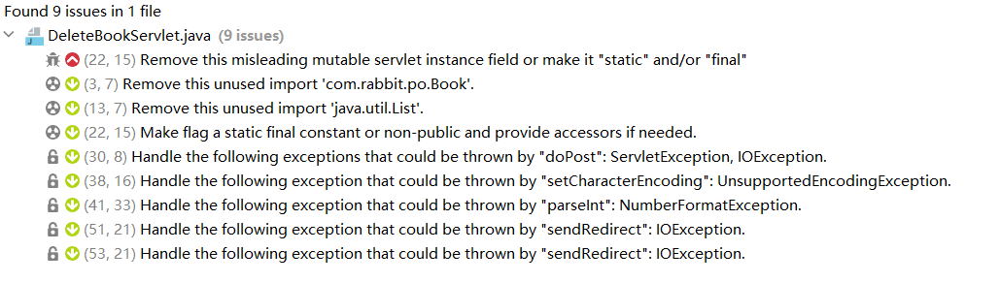 Found 9 issues in 1 file
DeleteBookServlet.java (9 issues)
(22, 15) Remove this misleading mutable servlet instance field or make it "static" and/or "final"
(3, 7) Remove this unused import 'com.rabbit.po.Book'.
(13, 7) Remove this unused import 'java.util.List'.
(22, 15) Make flag a static final constant or non-public and provide accessors if needed.
(30, 8) Handle the following exceptions that could be thrown by "doPost": ServletException, IOException.
(38, 16) Handle the following exception that could be thrown by "setCharacterEncoding": UnsupportedEncodingException.
(41, 33) Handle the following exception that could be thrown by "parseInt": NumberFormatException.
(51, 21) Handle the following exception that could be thrown by "sendRedirect": IOException.
(53, 21) Handle the following exception that could be thrown by "sendRedirect": IOException.